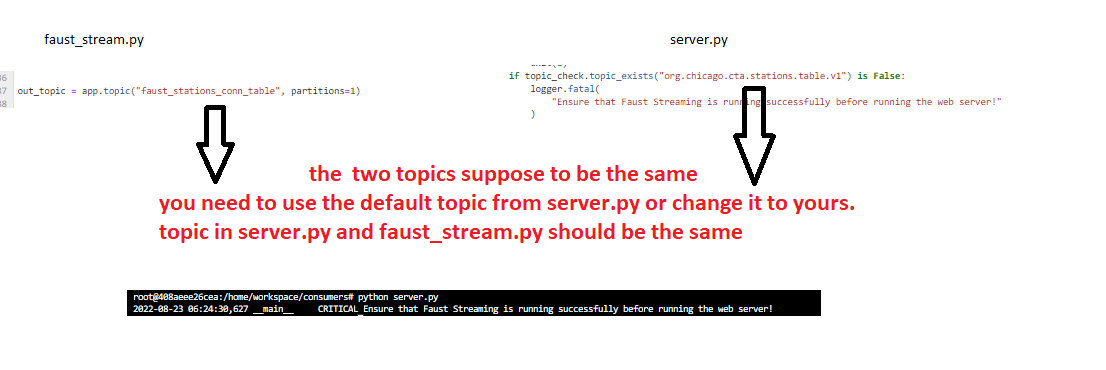 faust_stream.py
server.py
36
37 out_topic = app.topic("faust_stations_conn_table", partitions=1)
38
if topic_check.topic_exists("org.chicago.cta.stations.table.v1") is False:
logger.fatal(
"Ensure that Faust Streaming is running successfully before running the web server!"
)
the two topics suppose to be the same
you need to use the default topic from server.py or change it to yours.
topic in server.py and faust_stream.py should be the same
root@408aeee26cea:/home/workspace/consumers# python server.py
2022-08-23 06:24:30,627 __main__ CRITICAL Ensure that Faust Streaming is running successfully before running the web server!